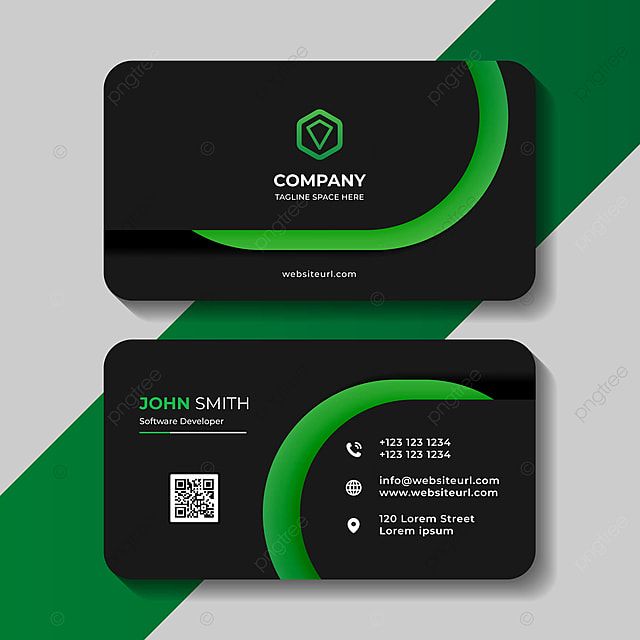 COMPANY
TAGLINE SPACE HERE
websiteurl.com
JOHN SMITH
Software Developer
+123 123 1234
+123 123 1234
info@websiteurl.com
www.websiteurl.com
120 Lorem Street
Lorem ipsum
pngtree